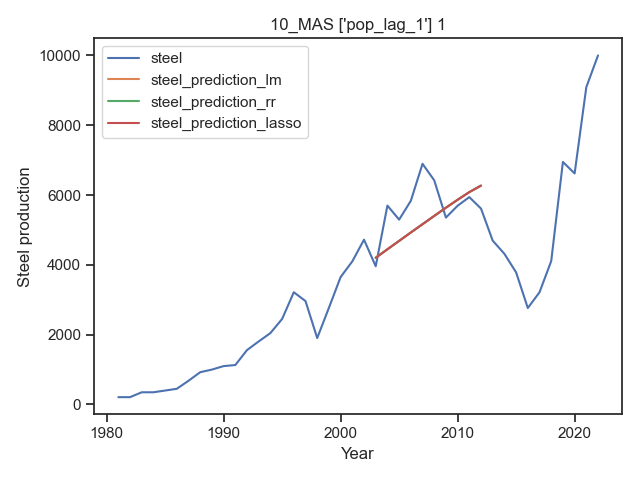 10_MAS ['pop_lag_1'] 1
steel
steel_prediction_lm
steel_prediction_rr
steel_prediction_lasso
Steel production
10000
8000
6000
4000
2000
0
1980
1990
2000
2010
2020
Year